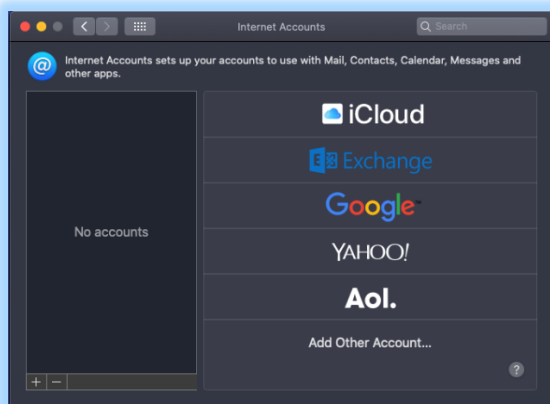 Internet Accounts
Search
Internet Accounts sets up your accounts to use with Mail, Contacts, Calendar, Messages and
other apps.
No accounts
iCloud
Exchange
Google
YAHOO!
Aol.
Add Other Account...
?